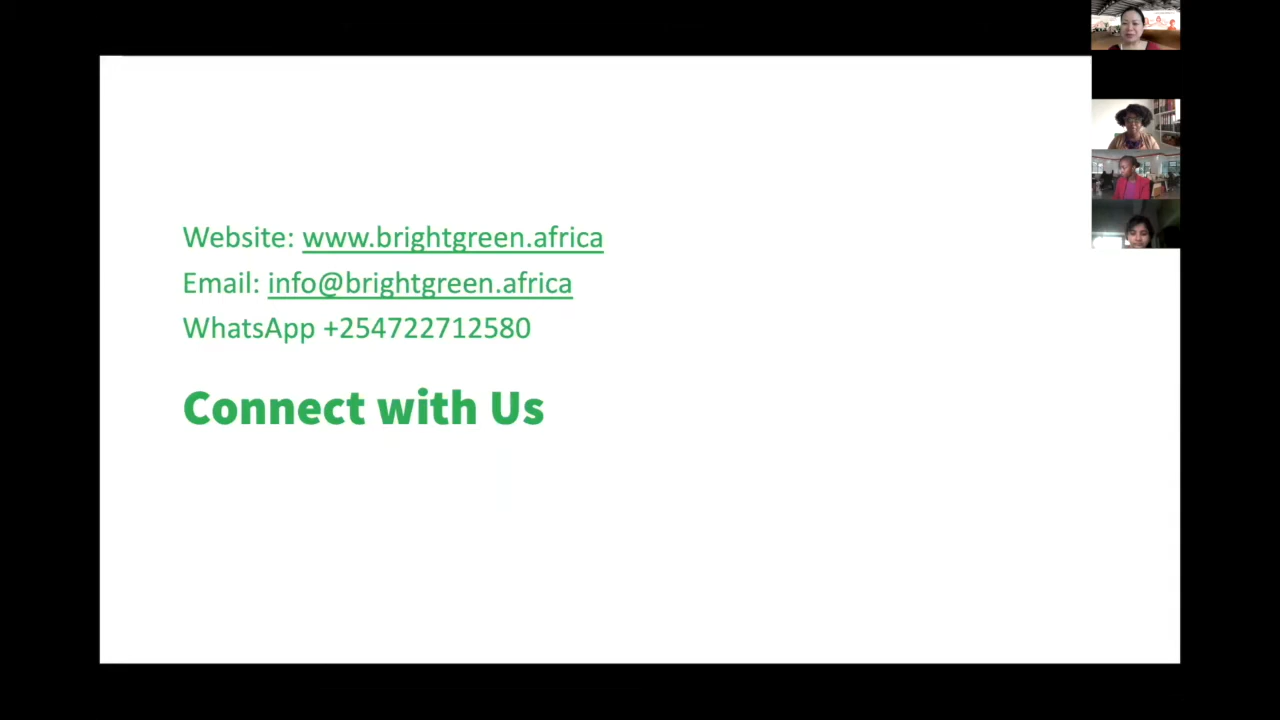 Website: www.brightgreen.africa
Email: info@brightgreen.africa
WhatsApp +254722712580
Connect with Us